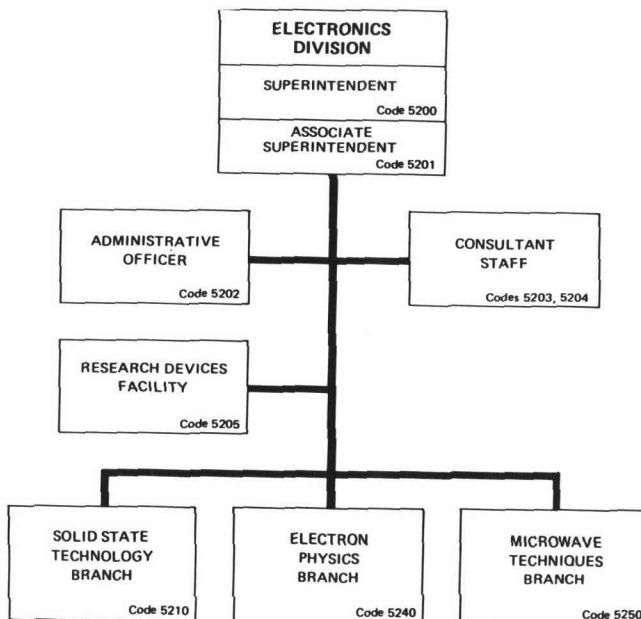 ELECTRONICS
DIVISION
SUPERINTENDENT
Code 5200
ASSOCIATE
SUPERINTENDENT
Code 5201
ADMINISTRATIVE
OFFICER
Code 5202
CONSULTANT
STAFF
Codes 5203, 5204
RESEARCH DEVICES
FACILITY
Code 5205
SOLID STATE
TECHNOLOGY
BRANCH
Code 5210
ELECTRON
PHYSICS
BRANCH
Code 5240
MICROWAVE
TECHNIQUES
BRANCH
Code 5250